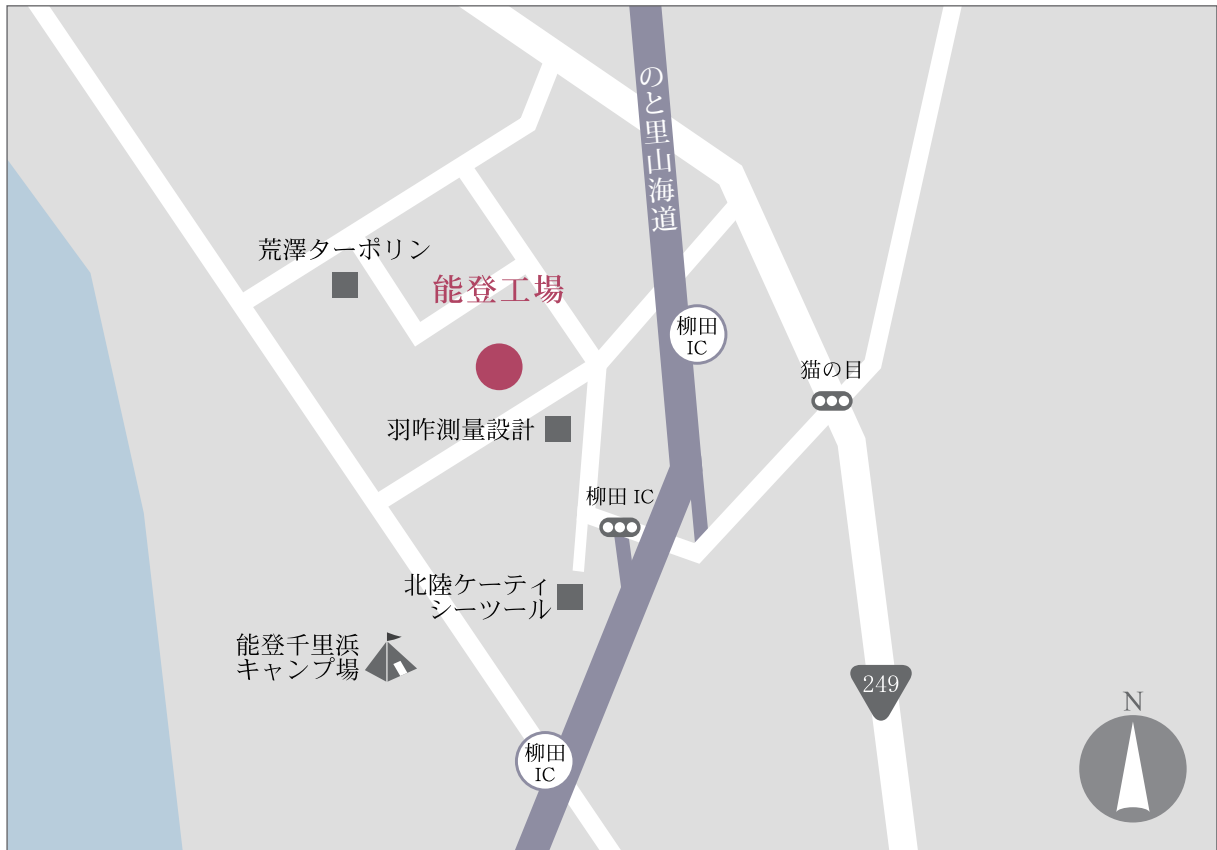 のと里山海道
荒澤ターポリン
能登工場
柳田
IC
猫の目
羽咋測量設計
柳田 IC
北陸ケーティ
シーツール
能登千里浜
キャンプ場
249
N
柳田
IC